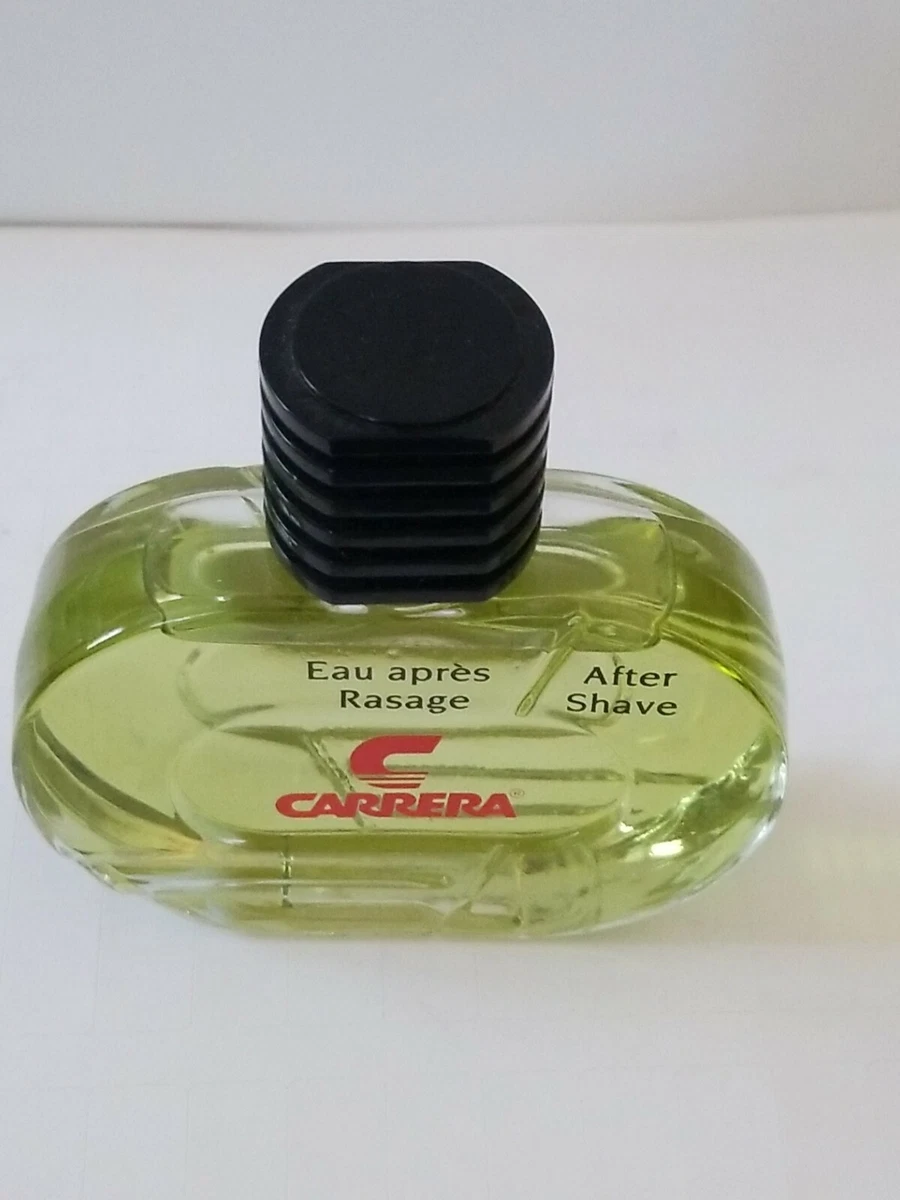 Eau après
Rasage
After
Shave
CARRERA®